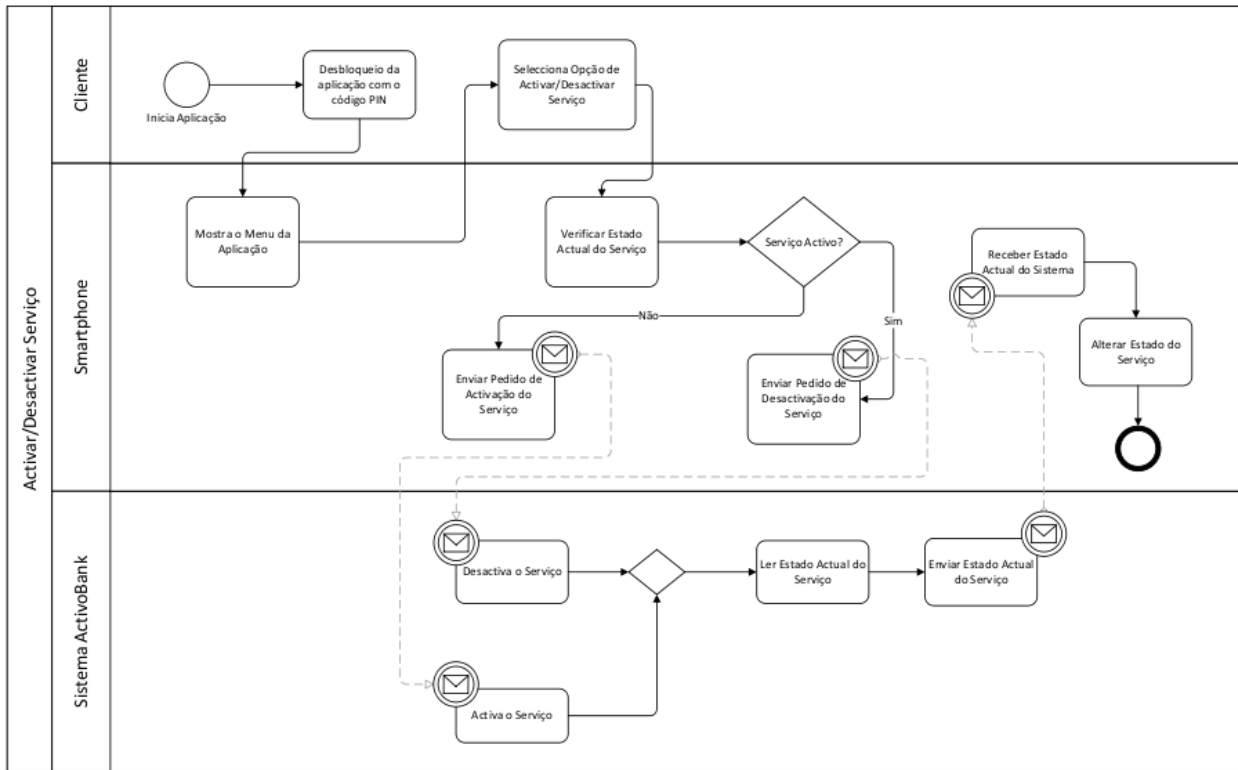 Activar/Desactivar Serviço
Cliente
Inicia Aplicação
Desbloqueio da
aplicação com o
código PIN
Selecciona Opção de
Activar/Desactivar
Serviço
Smartphone
Mostra o Menu da
Aplicação
Verificar Estado
Actual do Serviço
Serviço Activo?
Não
Sim
Enviar Pedido de
Activação do
Serviço
Enviar Pedido de
Desactivação do
Serviço
Receber Estado
Actual do Sistema
Alterar Estado do
Serviço
Sistema ActivoBank
Desactiva o Serviço
Activa o Serviço
Ler Estado Actual do
Serviço
Enviar Estado Actual
do Serviço